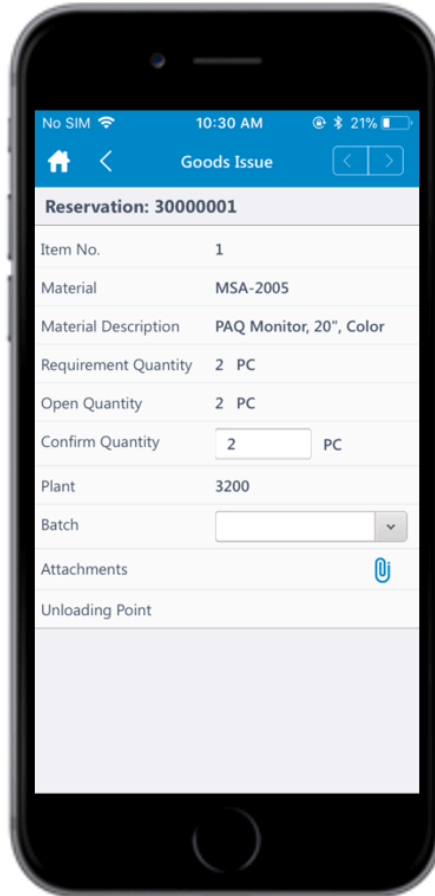 No SIM 10:30 AM 21%
Goods Issue
Reservation: 30000001
Item No. 1
Material MSA-2005
Material Description PAQ Monitor, 20", Color
Requirement Quantity 2 PC
Open Quantity 2 PC
Confirm Quantity 2 PC
Plant 3200
Batch
Attachments
Unloading Point